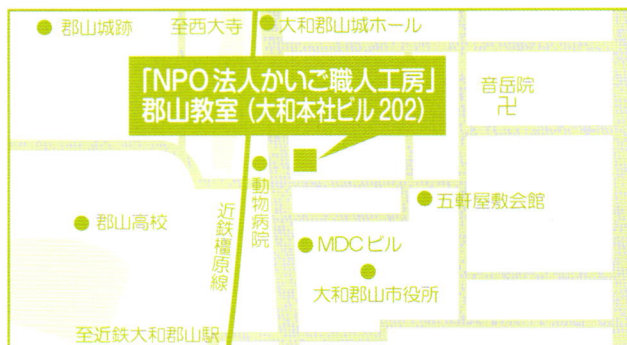 郡山城跡
至西大寺
大和郡山城ホール
「NPO法人かいご職人工房」
郡山教室（大和本社ビル202）
音岳院
卍
動物病院
五軒屋敷会館
郡山高校
近鉄橿原線
MDCビル
大和郡山市役所
至近鉄大和郡山駅